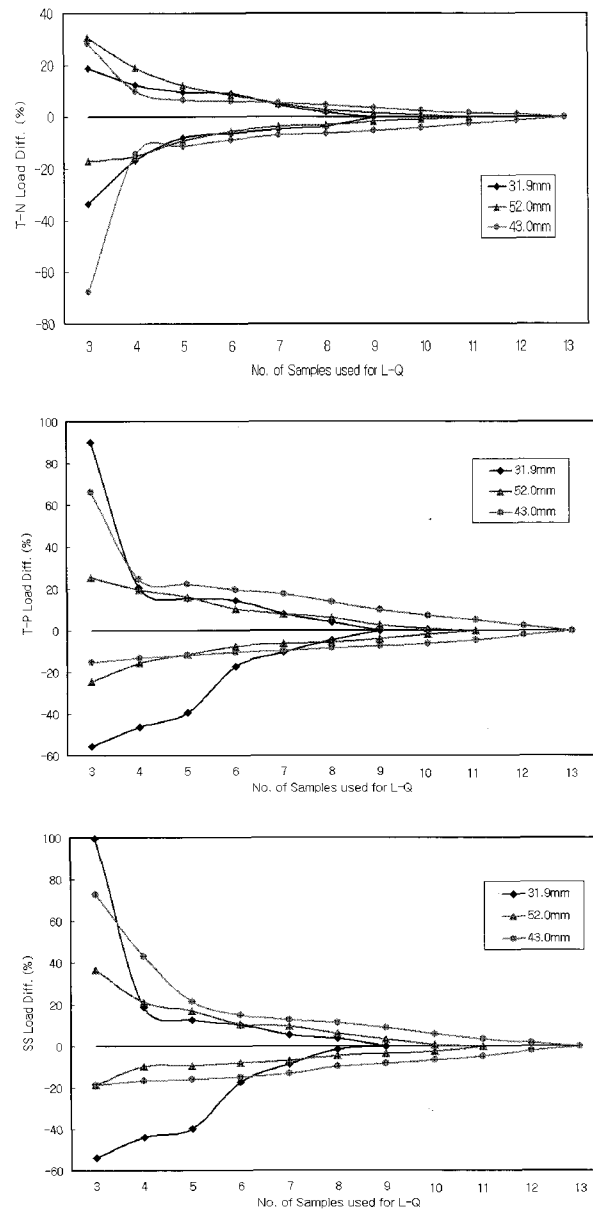 40
20
0
-20
-40
-60
-80
T-N Load Diff. (%)
31.9mm
52.0mm
43.0mm
3 4 5 6 7 8 9 10 11 12 13
No. of Samples used for L-Q
100
80
60
40
20
0
-20
-40
-60
T-P Load Diff. (%)
31.9mm
52.0mm
43.0mm
3 4 5 6 7 8 9 10 11 12 13
No. of Samples used for L-Q
100
80
60
40
20
0
-20
-40
-60
SS Load Diff. (%)
31.9mm
52.0mm
43.0mm
3 4 5 6 7 8 9 10 11 12 13
No. of Samples used for L-Q